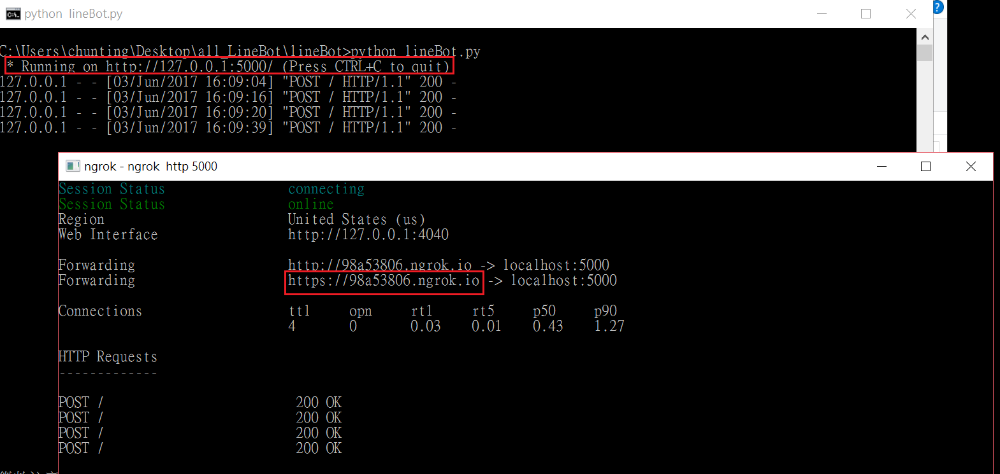 python lineBot.py
?
C:\Users\chunting\Desktop\all_LineBot\lineBot>python lineBot.py
* Running on http://127.0.0.1:5000/ (Press CTRL+C to quit)
127.0.0.1 - - [03/Jun/2017 16:09:04] "POST / HTTP/1.1" 200 -
127.0.0.1 - - [03/Jun/2017 16:09:16] "POST / HTTP/1.1" 200 -
127.0.0.1 - - [03/Jun/2017 16:09:20] "POST / HTTP/1.1" 200 -
127.0.0.1 - - [03/Jun/2017 16:09:39] "POST / HTTP/1.1" 200 -
ngrok - ngrok http 5000
Session Status connecting
Session Status online
Region United States (us)
Web Interface http://127.0.0.1:4040
Forwarding http://98a53806.ngrok.io -> localhost:5000
Forwarding https://98a53806.ngrok.io -> localhost:5000
Connections ttl opn rt1 rt5 p50 p90
4 0 0.03 0.01 0.43 1.27
HTTP Requests
-------------
POST / 200 OK
POST / 200 OK
POST / 200 OK
POST / 200 OK